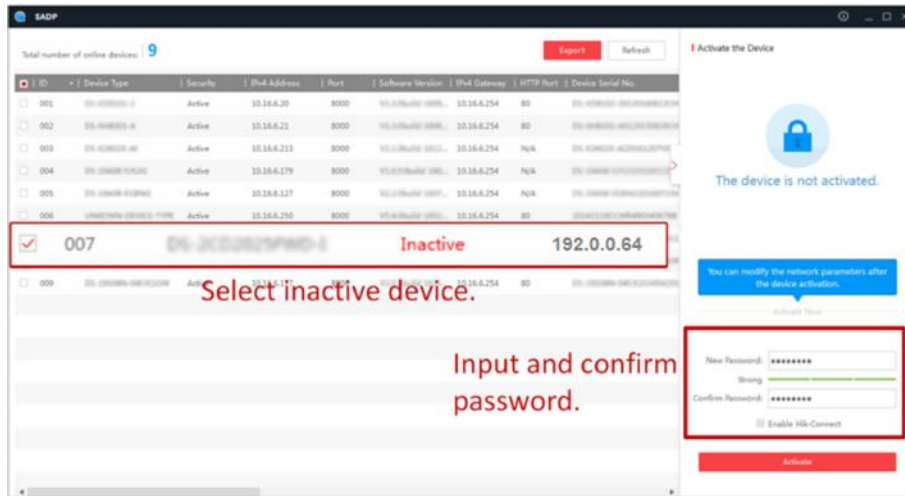 SADP
Total number of online devices: 9
Export
Refresh
ID
Device Type
Security
IPv4 Address
Port
Software Version
IPv4 Gateway
HTTP Port
Device Serial No.
001 Active 10.16.6.20 8000 10.16.6.254 80
002 Active 10.16.6.21 8000 10.16.6.254 80
003 Active 10.16.6.213 8000 10.16.6.254 N/A
004 Active 10.16.6.179 8000 10.16.6.254 N/A
005 Active 10.16.6.127 8000 10.16.6.254 N/A
006 Active 10.16.6.250 8000 10.16.6.254 80
007 Inactive 192.0.0.64
009 10.16.6.254 80
Select inactive device.
Input and confirm
password.
Activate the Device
The device is not activated.
You can modify the network parameters after
the device activation.
Activate Now
New Password:
Strong
Confirm Password:
Enable Hik-Connect
Activate